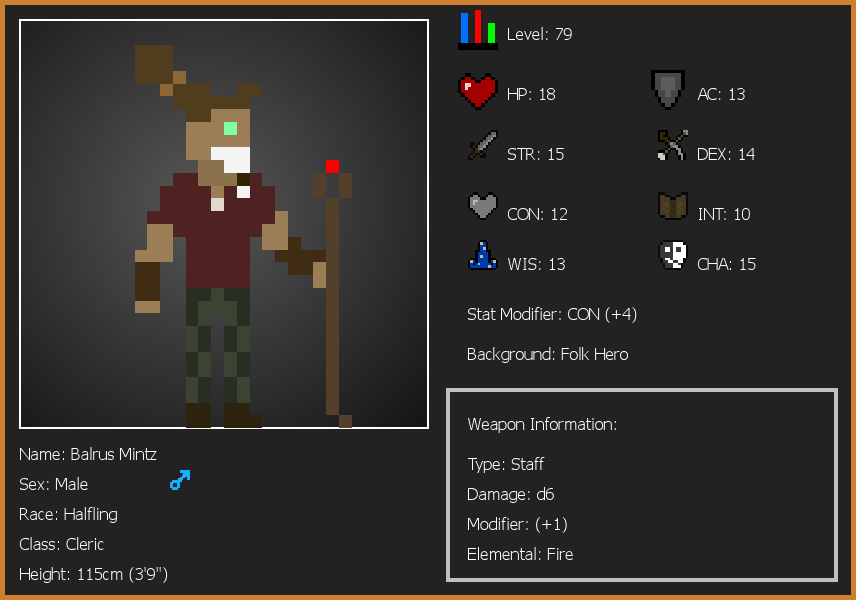 Level: 79
HP: 18
AC: 13
STR: 15
DEX: 14
CON: 12
INT: 10
WIS: 13
CHA: 15
Stat Modifier: CON (+4)
Background: Folk Hero
Weapon Information:
Type: Staff
Damage: d6
Modifier: (+1)
Elemental: Fire
Name: Balrus Mintz
Sex: Male
Race: Halfling
Class: Cleric
Height: 115cm (3'9")